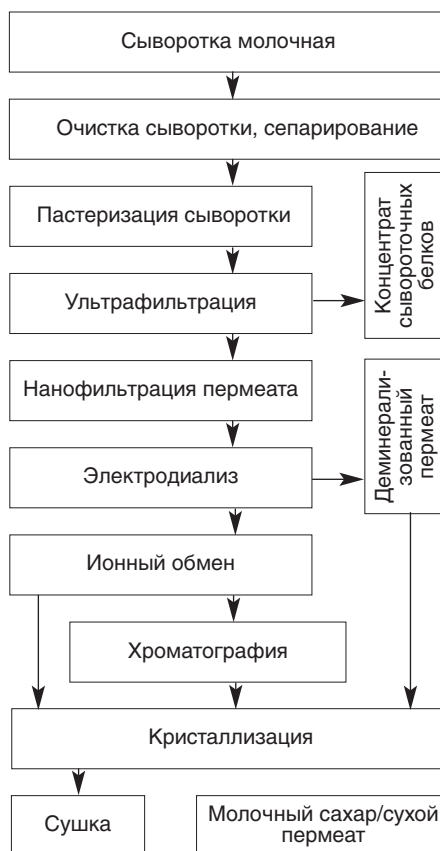 Сыворотка молочная
Очистка сыворотки, сепарирование
Пастеризация сыворотки
Концентрат
сывороточных
белков
Ультрафильтрация
Нанофильтрация пермеата
Деминерали-
зованный
пермеат
Электродиализ
Ионный обмен
Хроматография
Кристаллизация
Сушка
Молочный сахар/сухой
пермеат